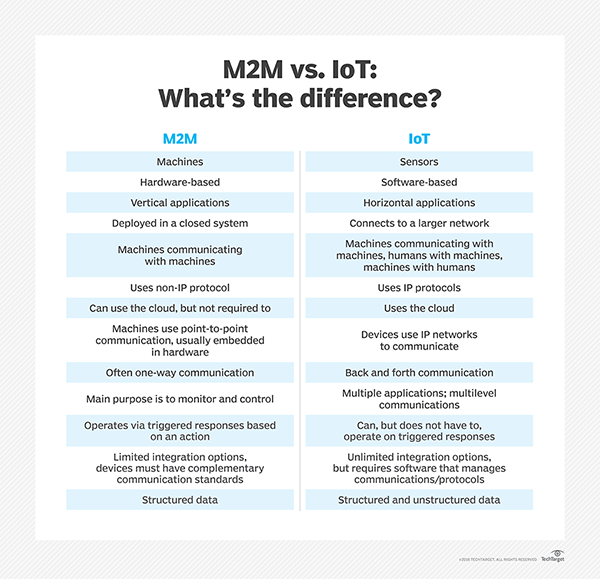 M2M vs. IoT:
What's the difference?
M2M
IoT
Machines
Sensors
Hardware-based
Software-based
Vertical applications
Horizontal applications
Deployed in a closed system
Connects to a larger network
Machines communicating
with machines
Machines communicating with
machines, humans with machines,
machines with humans
Uses non-IP protocol
Uses IP protocols
Can use the cloud, but not required to
Uses the cloud
Machines use point-to-point
communication, usually embedded
in hardware
Devices use IP networks
to communicate
Often one-way communication
Back and forth communication
Main purpose is to monitor and control
Multiple applications; multilevel
communications
Operates via triggered responses based
on an action
Can, but does not have to,
operate on triggered responses
Limited integration options,
devices must have complementary
communication standards
Unlimited integration options,
but requires software that manages
communications/protocols
Structured data
Structured and unstructured data
©2018 TECHTARGET. ALL RIGHTS RESERVED
TechTarget